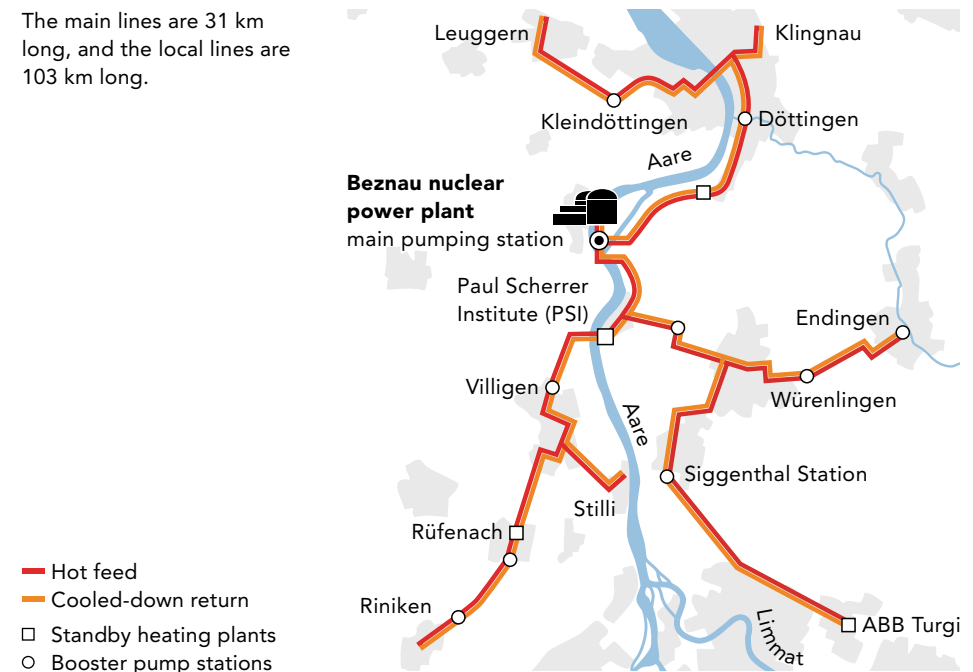 The main lines are 31 km
long, and the local lines are
103 km long.
Leuggern
Klingnau
Kleindöttingen
Döttingen
Aare
Beznau nuclear
power plant
main pumping station
Paul Scherrer
Institute (PSI)
Endingen
Villigen
Würenlingen
Aare
Siggenthal Station
Stilli
Rüfenach
Riniken
Limmat
ABB Turgi
Hot feed
Cooled-down return
Standby heating plants
Booster pump stations